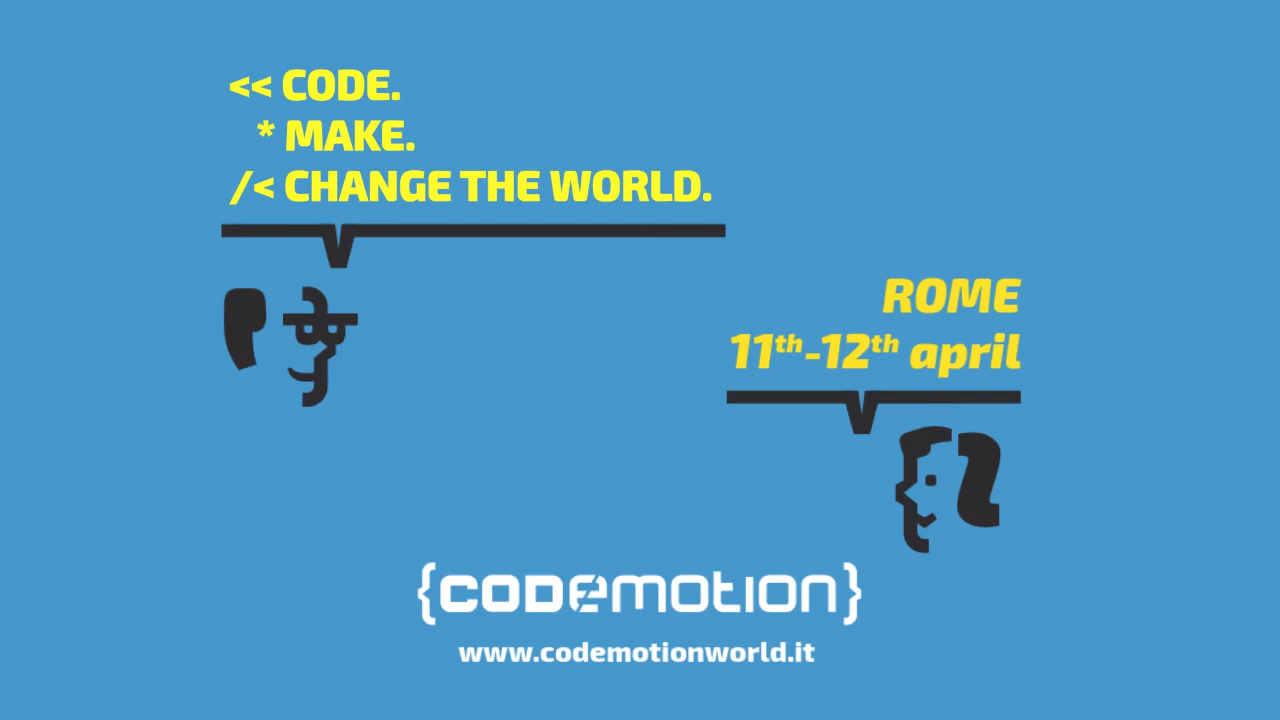 << CODE.
* MAKE.
/< CHANGE THE WORLD.
ROME
11th-12th april
{CODEmotion}
www.codemotionworld.it